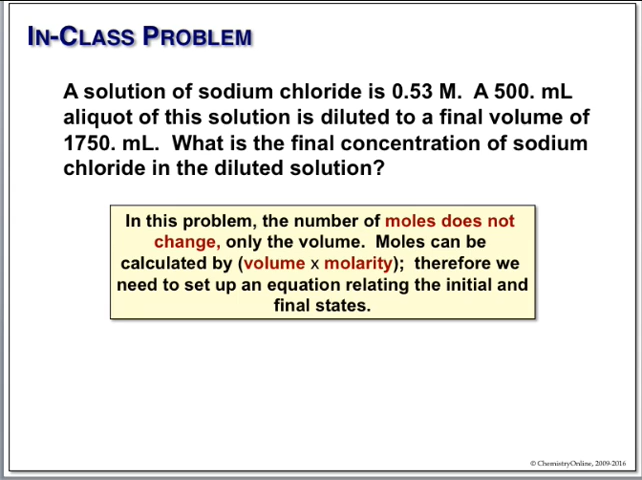 IN-CLASS PROBLEM
A solution of sodium chloride is 0.53 M.  A 500. mL
aliquot of this solution is diluted to a final volume of
1750. mL.  What is the final concentration of sodium
chloride in the diluted solution?
In this problem, the number of moles does not
change, only the volume.  Moles can be
calculated by (volume x molarity);  therefore we
need to set up an equation relating the initial and
final states.
© ChemistryOnline, 2009-2016